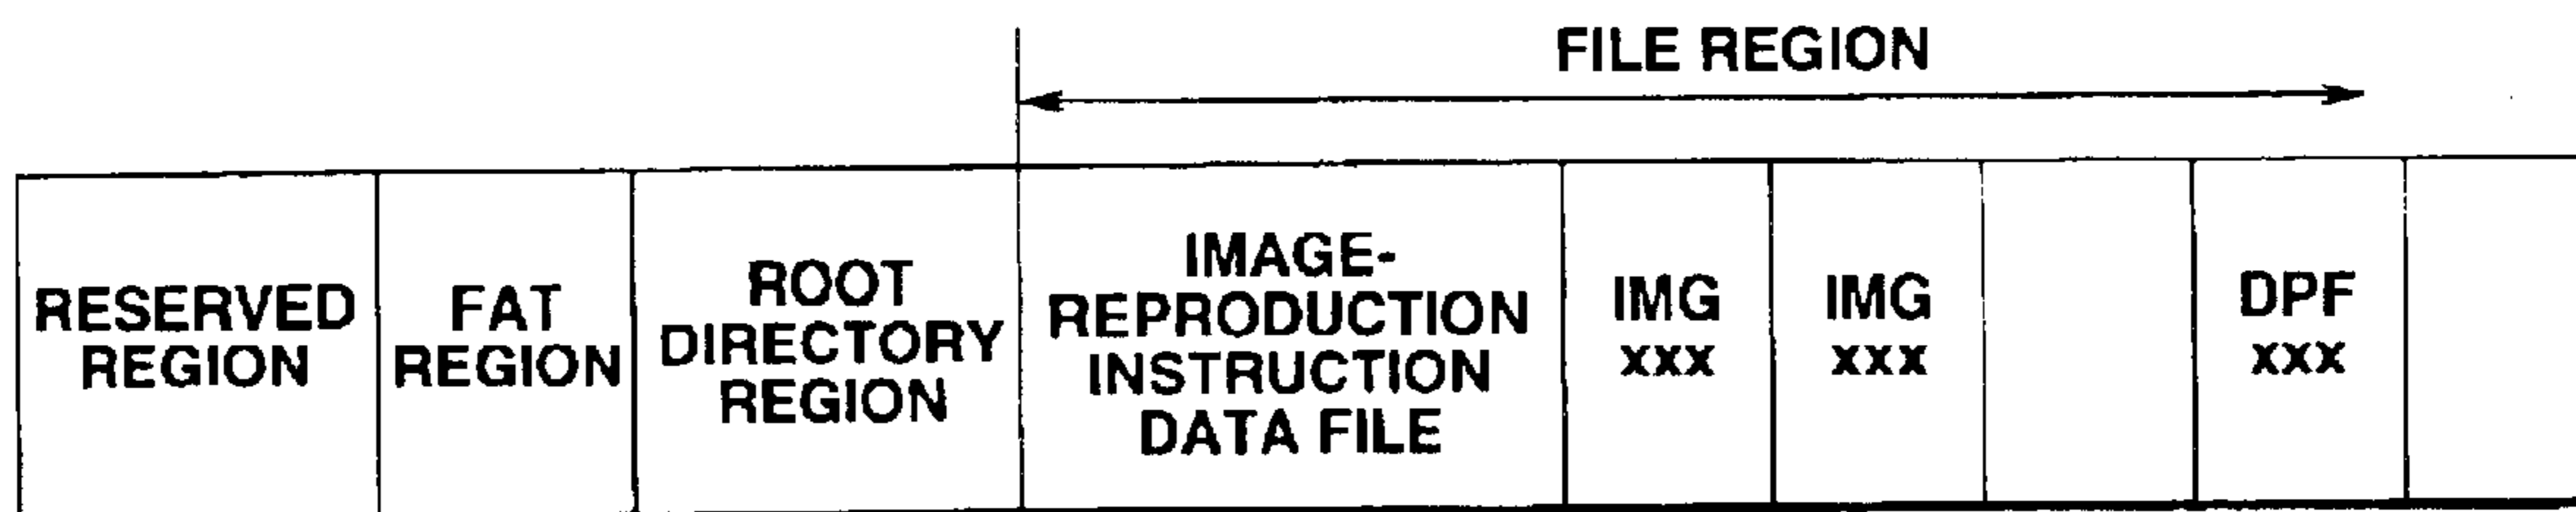 FILE REGION
RESERVED
REGION
FAT
REGION
ROOT
DIRECTORY
REGION
IMAGE-
REPRODUCTION
INSTRUCTION
DATA FILE
IMG
xxx
IMG
xxx
DPF
xxx